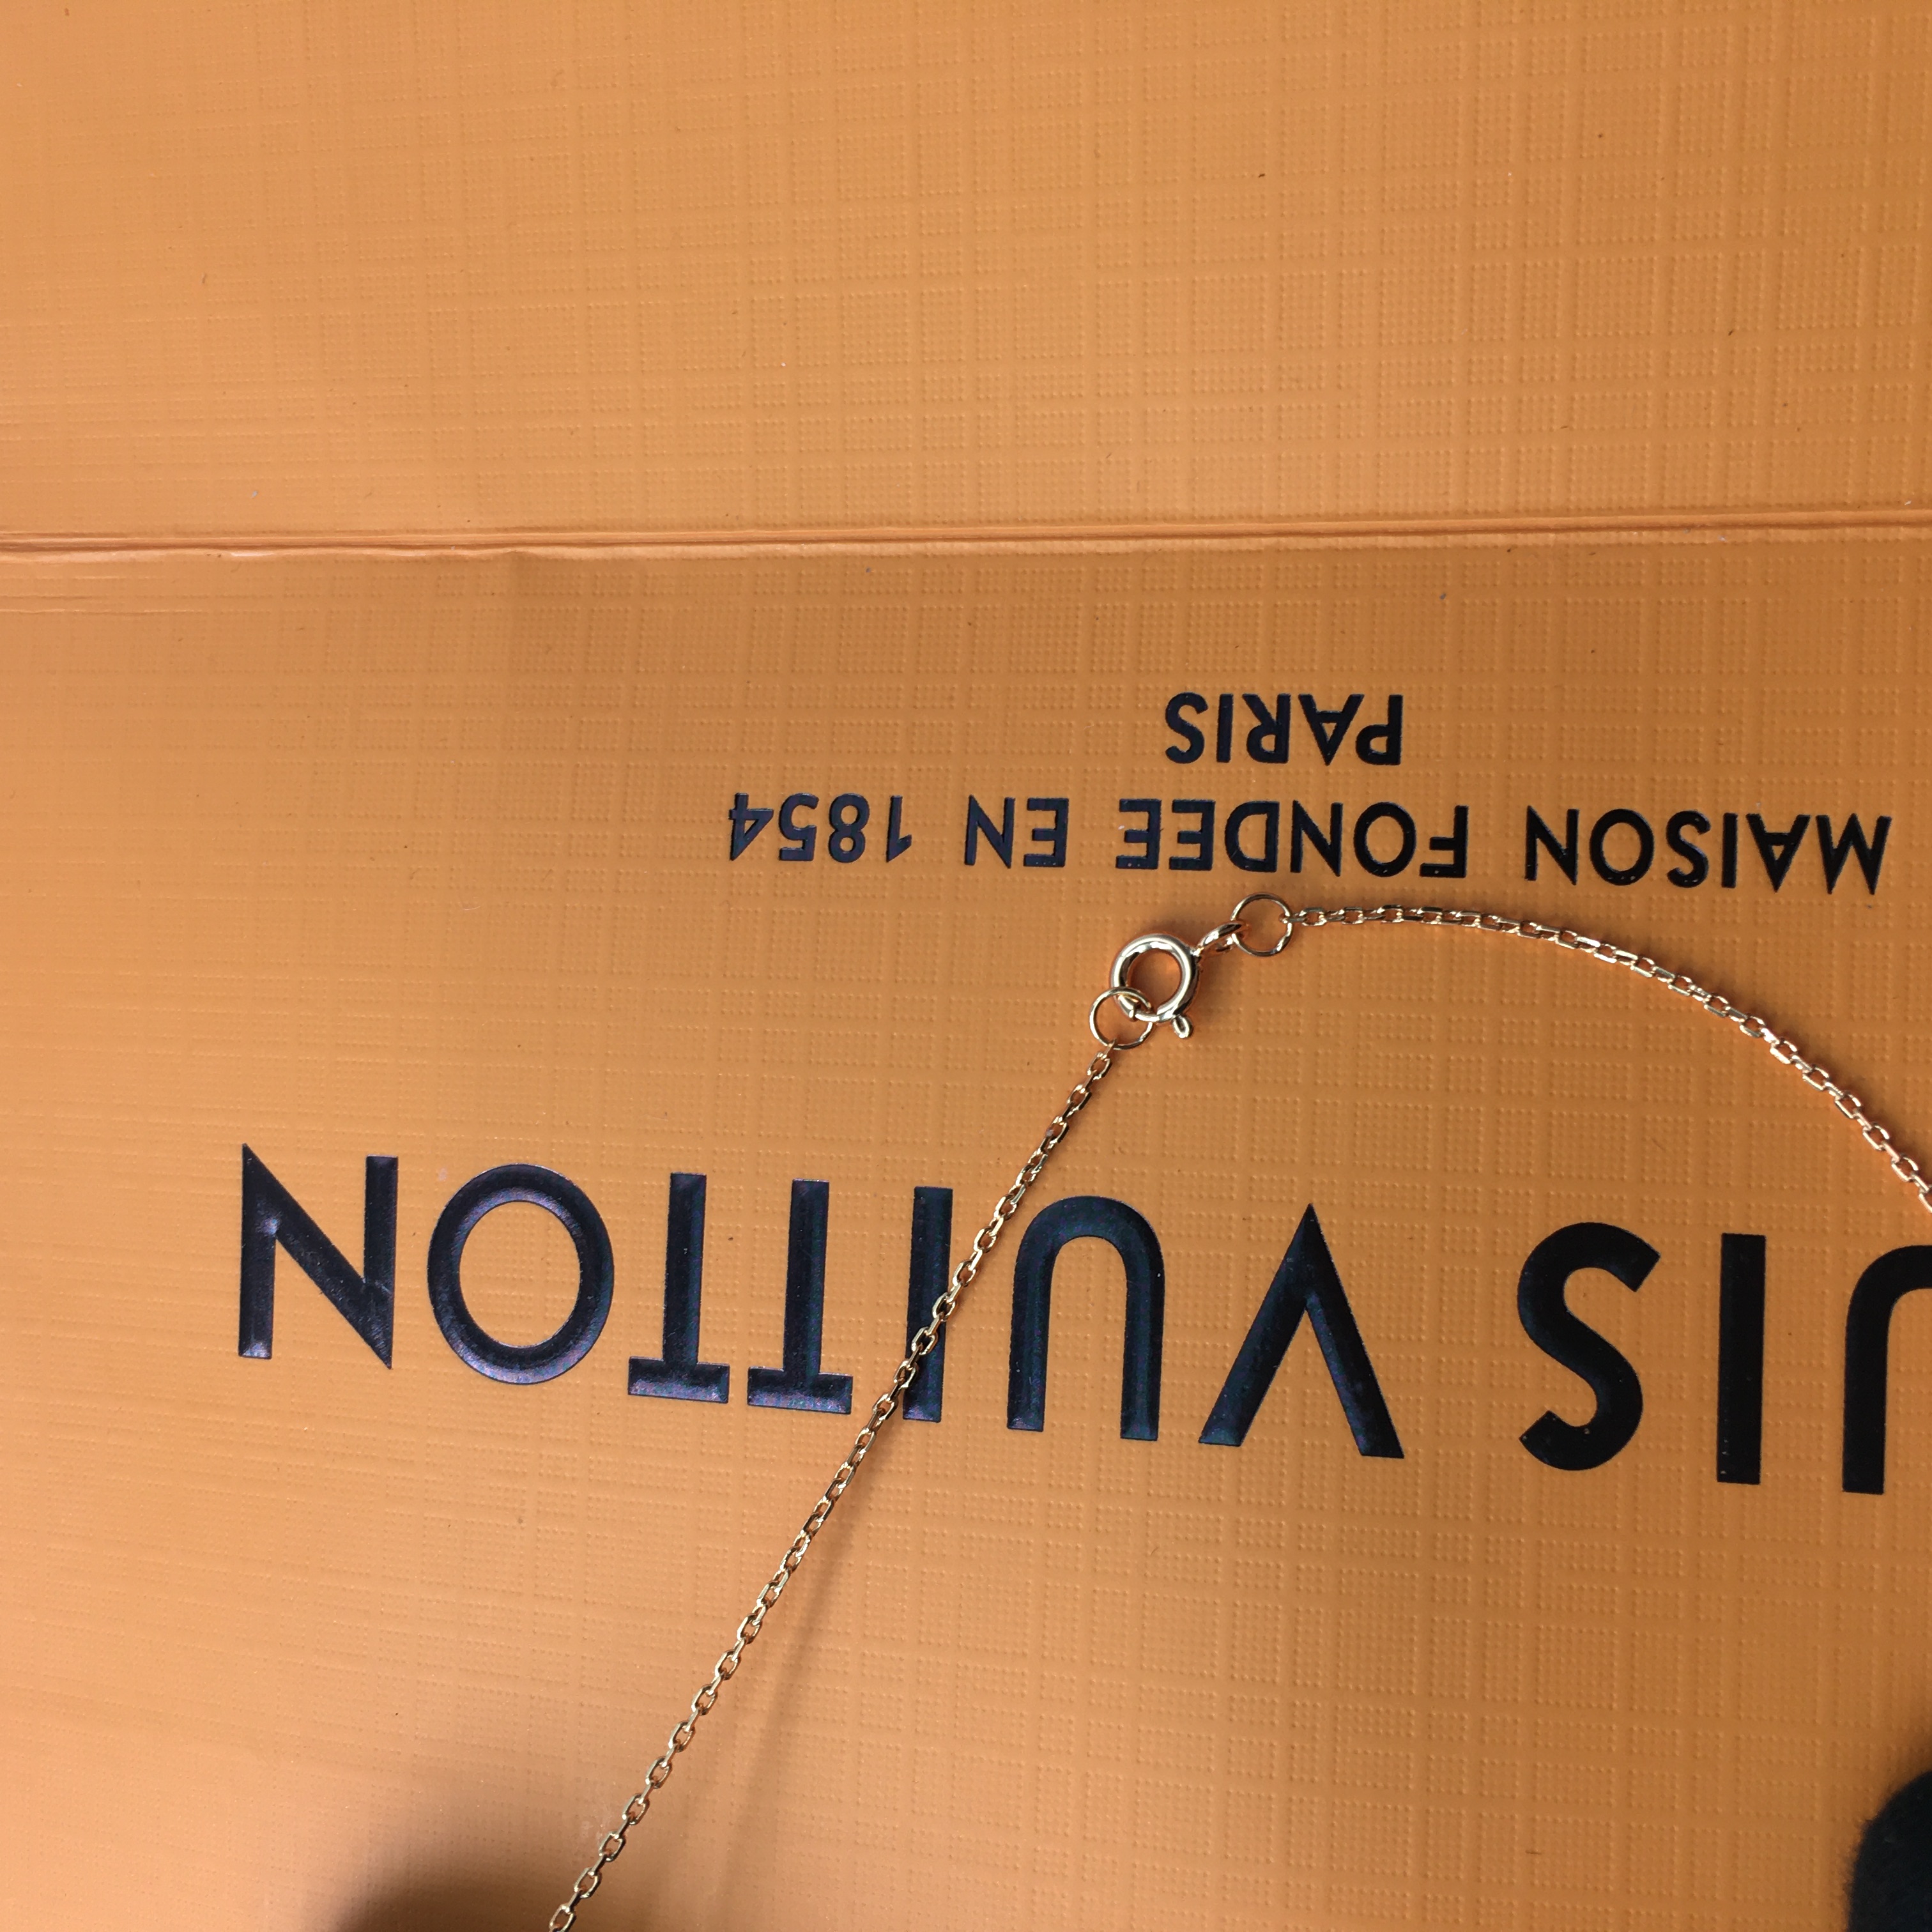 UIS VUITTON
MAISON FONDEE EN 1854
PARIS